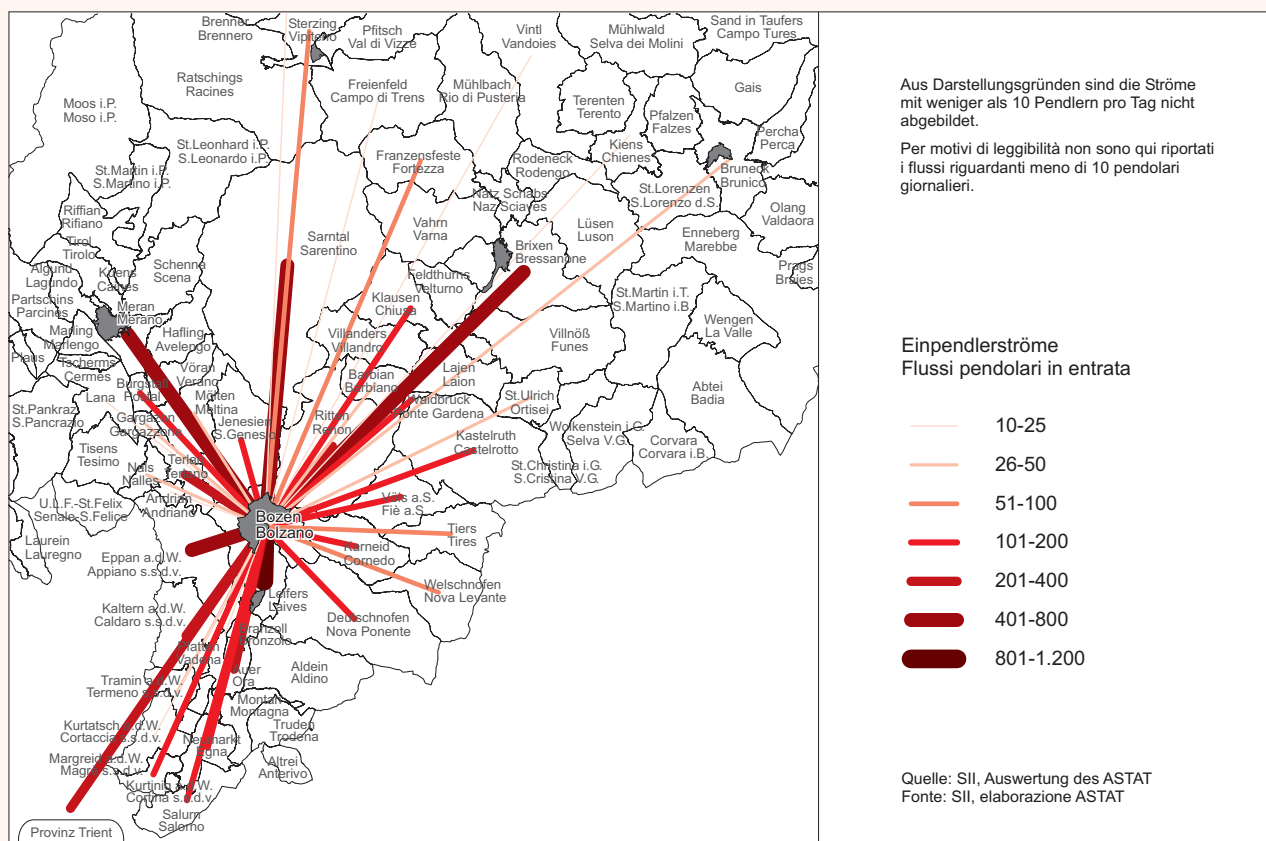 Brenner
Brennero
Sterzing
Vipiteno
Pfitsch
Val di Vizze
Vintl
Vandoies
Mühlwald
Selva dei Molini
Sand in Taufers
Campo Tures
Ratschings
Racines
Freienfeld
Campo di Trens
Mühlbach
Rio di Pusteria
Gais
Moos i.P.
Moso i.P.
Terenten
Terento
Pfalzen
Falzes
Percha
Perca
St.Leonhard i.P.
S.Leonardo i.P.
Franzensfeste
Fortezza
Rodeneck
Rodengo
Kiens
Chienes
Bruneck
Brunico
St.Martin i.P.
S.Martino i.P.
Natz Schabs
Naz Sciaves
St.Lorenzen
S.Lorenzo d.S.
Olang
Valdaora
Riffian
Rifiano
Sarntal
Sarentino
Vahrn
Varna
Lüsen
Luson
Enneberg
Marebbe
Tirol
Tirolo
Brixen
Bressanone
Prags
Braies
Algund
Lagundo
Kuens
Caines
Schenna
Scena
Feldthurns
Velturno
Partschins
Parcines
Meran
Merano
Klausen
Chiusa
St.Martin i.T.
S.Martino i.B.
Marling
Marlengo
Hafling
Avelengo
Villanders
Villandro
Villnöß
Funes
Wengen
La Valle
Plaus
Tscherms
Cermes
Vöran
Verano
Barbian
Barbiano
Lajen
Laion
Abtei
Badia
Lana
Burgstall
Postal
Mölten
Meltina
Waidbruck
Ponte Gardena
St.Ulrich
Ortisei
St.Pankraz
S.Pancrazio
Gargazon
Gargazzone
Jenesien
S.Genesio
Ritten
Renon
Kastelruth
Castelrotto
Wolkenstein i.G.
Selva V.G.
Corvara
Corvara i.B.
Tisens
Tesimo
Nals
Nalles
Terlan
Terlano
St.Christina i.G.
S.Cristina V.G.
U.L.F.-St.Felix
Senale-S.Felice
Andrian
Andriano
Völs a.S.
Fiè a.S.
Bozen
Bolzano
Tiers
Tires
Laurein
Lauregno
Eppan a.d.W.
Appiano s.s.d.v.
Karneid
Cornedo
Welschnofen
Nova Levante
Kaltern a.d.W.
Caldaro s.s.d.v.
Leifers
Laives
Deutschnofen
Nova Ponente
Branzoll
Bronzolo
Pfatten
Vadena
Auer
Ora
Aldein
Aldino
Tramin a.d.W.
Termeno s.s.d.v.
Montan
Montagna
Kurtatsch a.d.W.
Cortaccia s.s.d.v.
Truden
Trodena
Neumarkt
Egna
Margreid a.d.W.
Magrè s.s.d.v.
Altrei
Anterivo
Kurtinig a.d.W.
Cortina s.s.d.v.
Salurn
Salorno
Provinz Trient
Aus Darstellungsgründen sind die Ströme
mit weniger als 10 Pendlern pro Tag nicht
abgebildet.
Per motivi di leggibilità non sono qui riportati
i flussi riguardanti meno di 10 pendolari
giornalieri.
Einpendlerströme
Flussi pendolari in entrata
10-25
26-50
51-100
101-200
201-400
401-800
801-1.200
Quelle: SII, Auswertung des ASTAT
Fonte: SII, elaborazione ASTAT